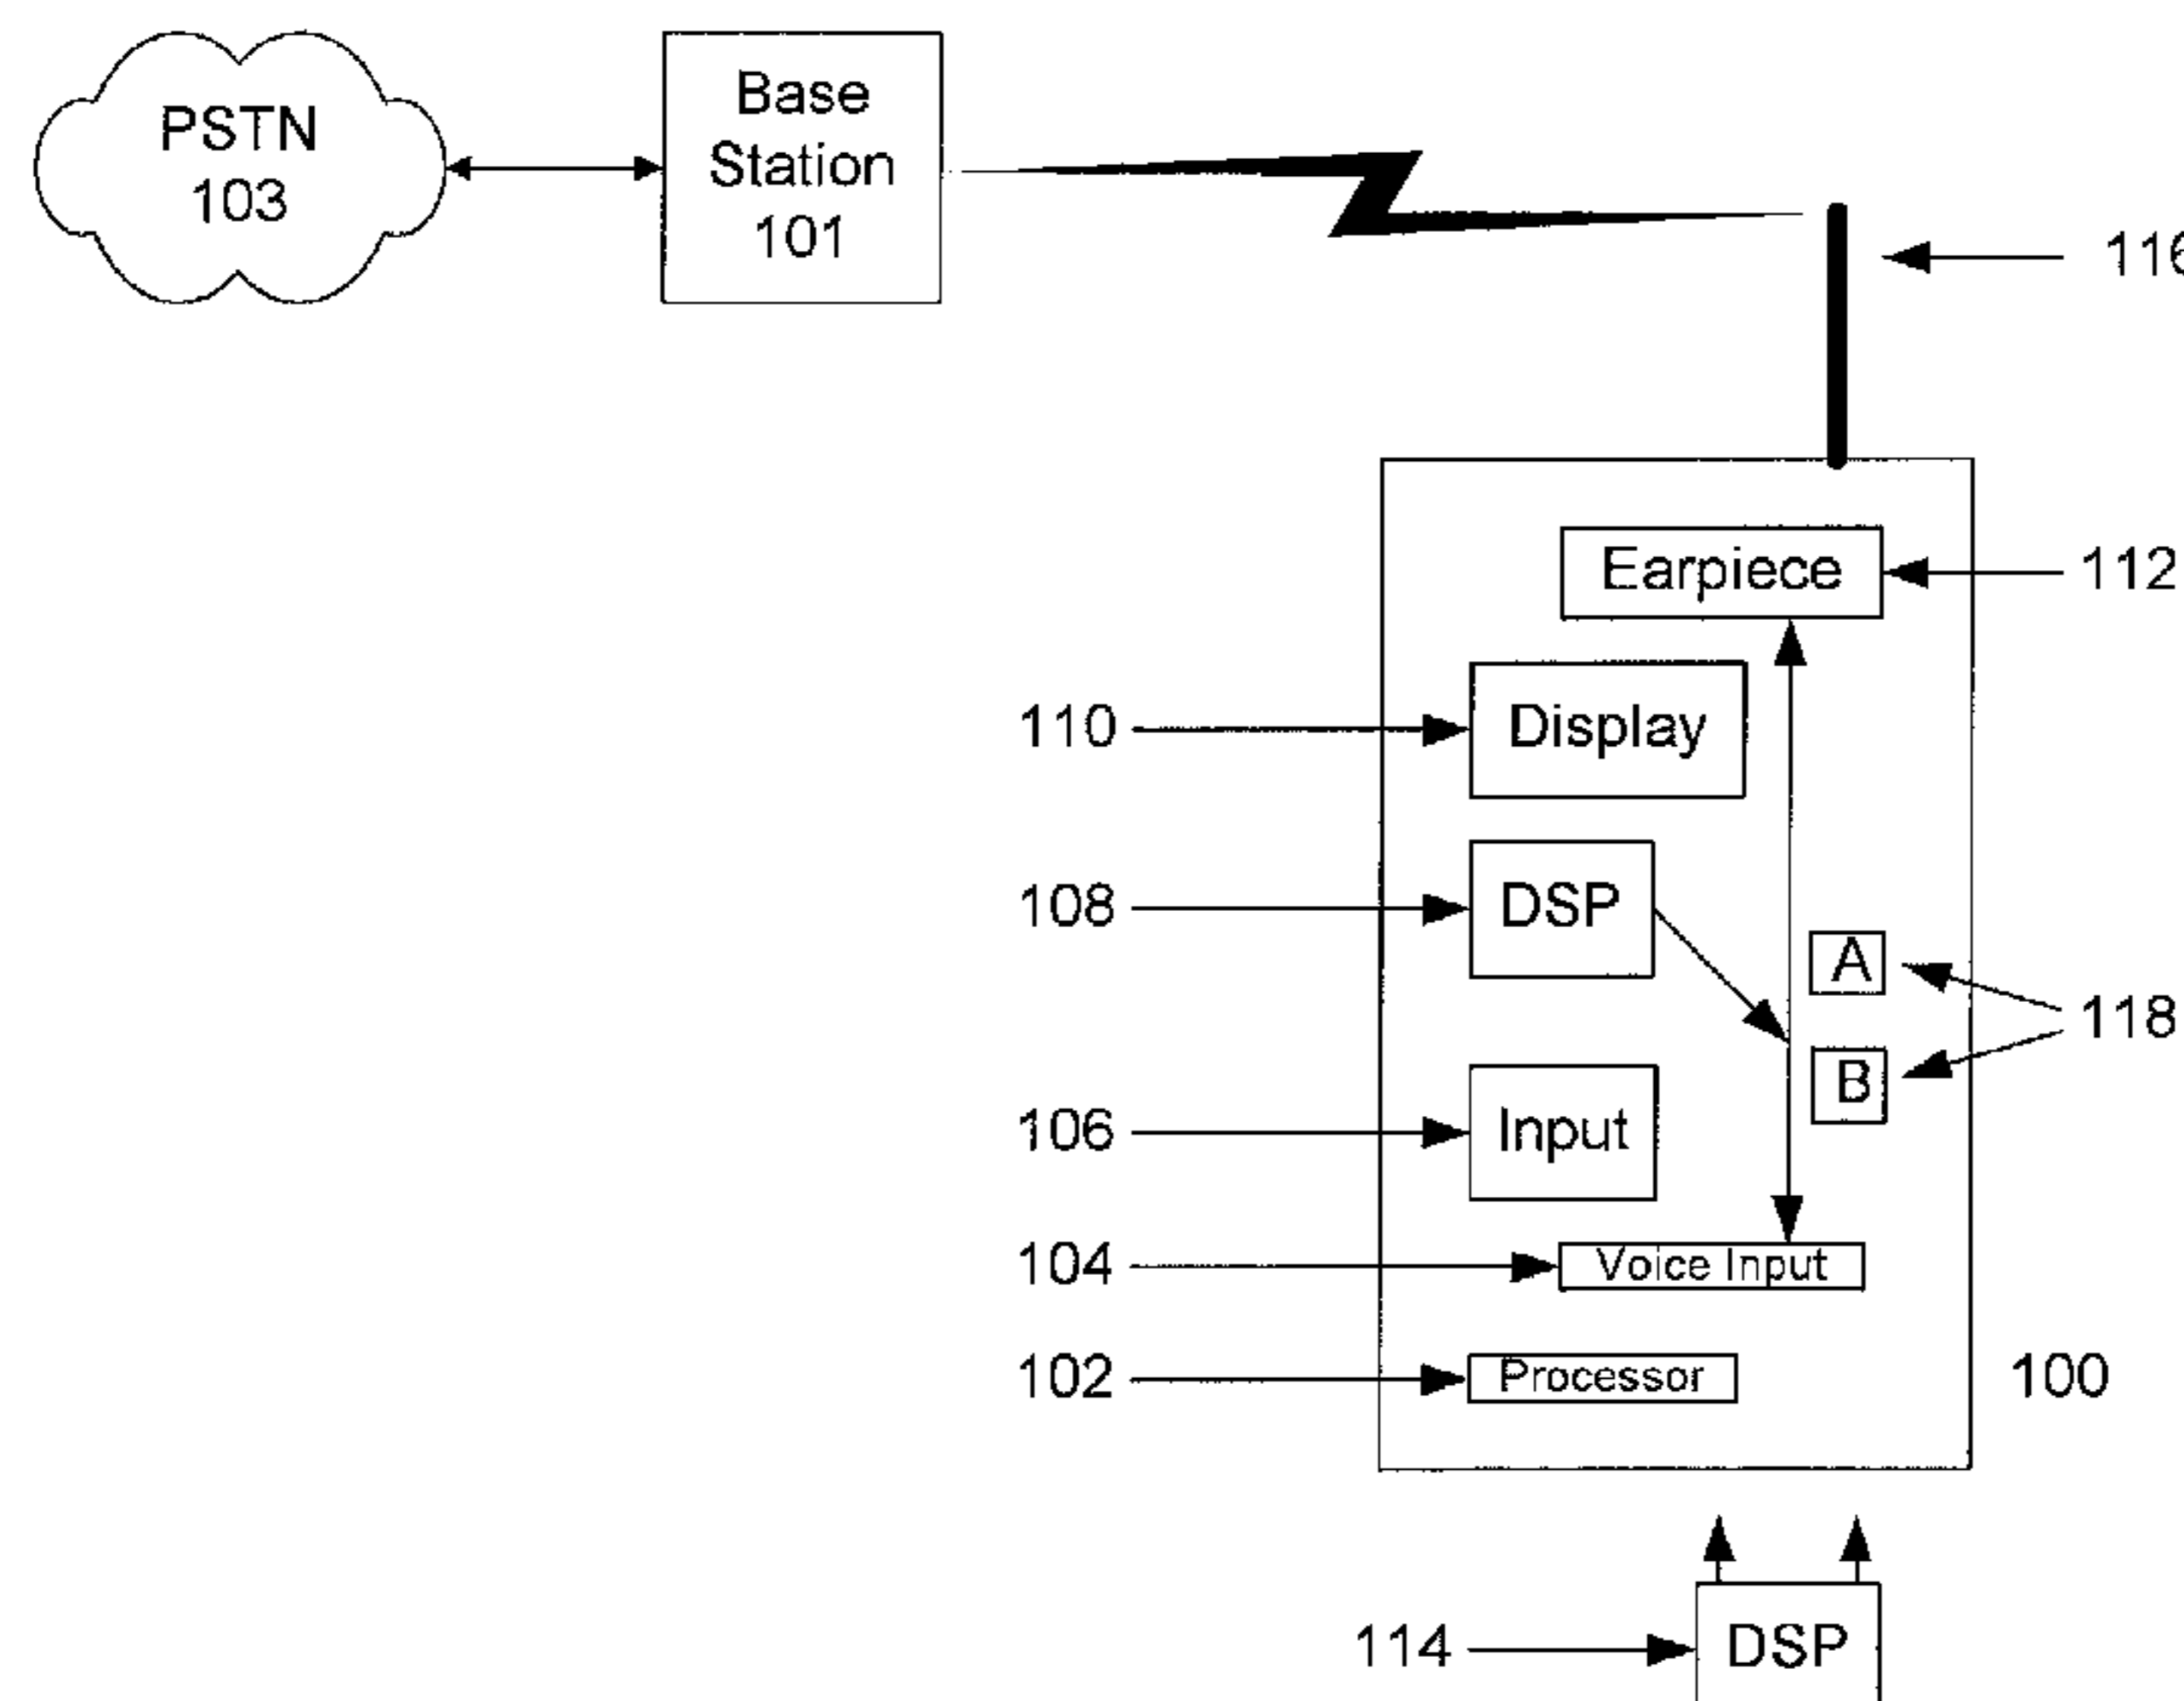 PSTN
103
Base
Station
101
116
Earpiece
112
110
Display
108
DSP
A
118
B
106
Input
104
Voice Input
102
Processor
100
114
DSP